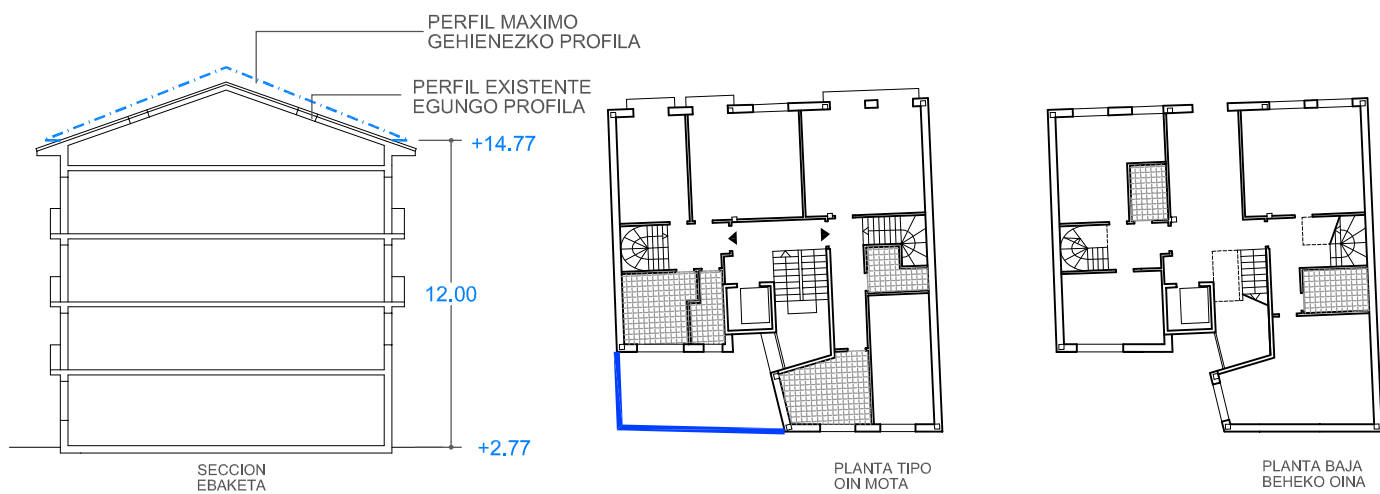 PERFIL MAXIMO
GEHIENEZKO PROFILA
PERFIL EXISTENTE
EGUNGO PROFILA
+14.77
12.00
+2.77
SECCION
EBAKETA
PLANTA TIPO
OIN MOTA
PLANTA BAJA
BEHEKO OINA